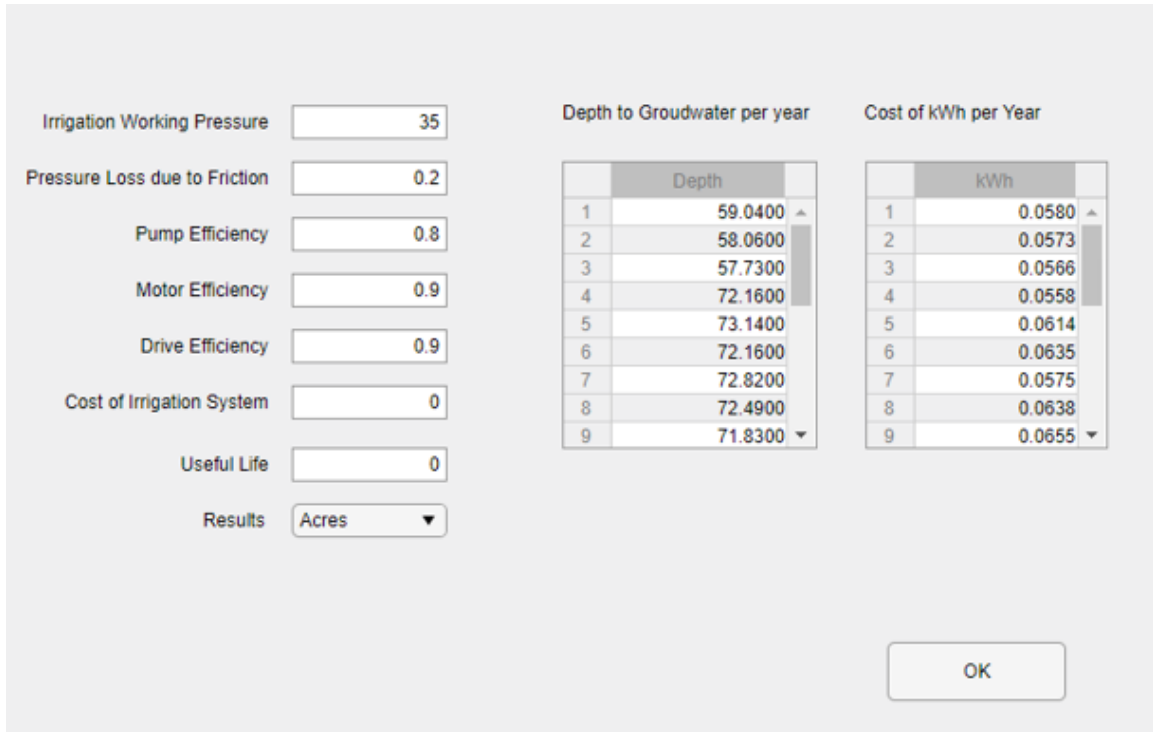 Irrigation Working Pressure 35
Pressure Loss due to Friction 0.2
Pump Efficiency 0.8
Motor Efficiency 0.9
Drive Efficiency 0.9
Cost of Irrigation System 0
Useful Life 0
Results Acres
Depth to Groudwater per year
Depth
1 59.0400
2 58.0600
3 57.7300
4 72.1600
5 73.1400
6 72.1600
7 72.8200
8 72.4900
9 71.8300
Cost of kWh per Year
kWh
1 0.0580
2 0.0573
3 0.0566
4 0.0558
5 0.0614
6 0.0635
7 0.0575
8 0.0638
9 0.0655
OK